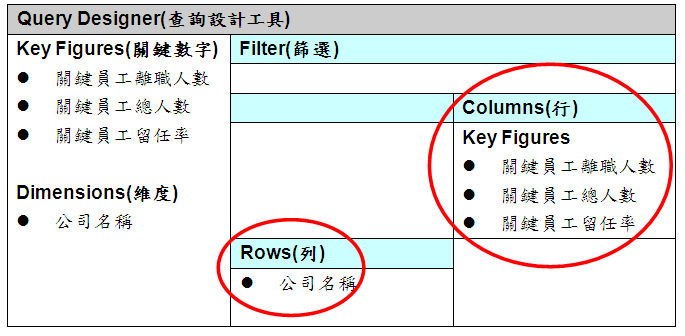 Query Designer(查詢設計工具)
Key Figures(關鍵數字)
● 關鍵員工離職人數
● 關鍵員工總人數
● 關鍵員工留任率
Dimensions(維度)
● 公司名稱
Filter(篩選)
Columns(行)
Key Figures
● 關鍵員工離職人數
● 關鍵員工總人數
● 關鍵員工留任率
Rows(列)
● 公司名稱